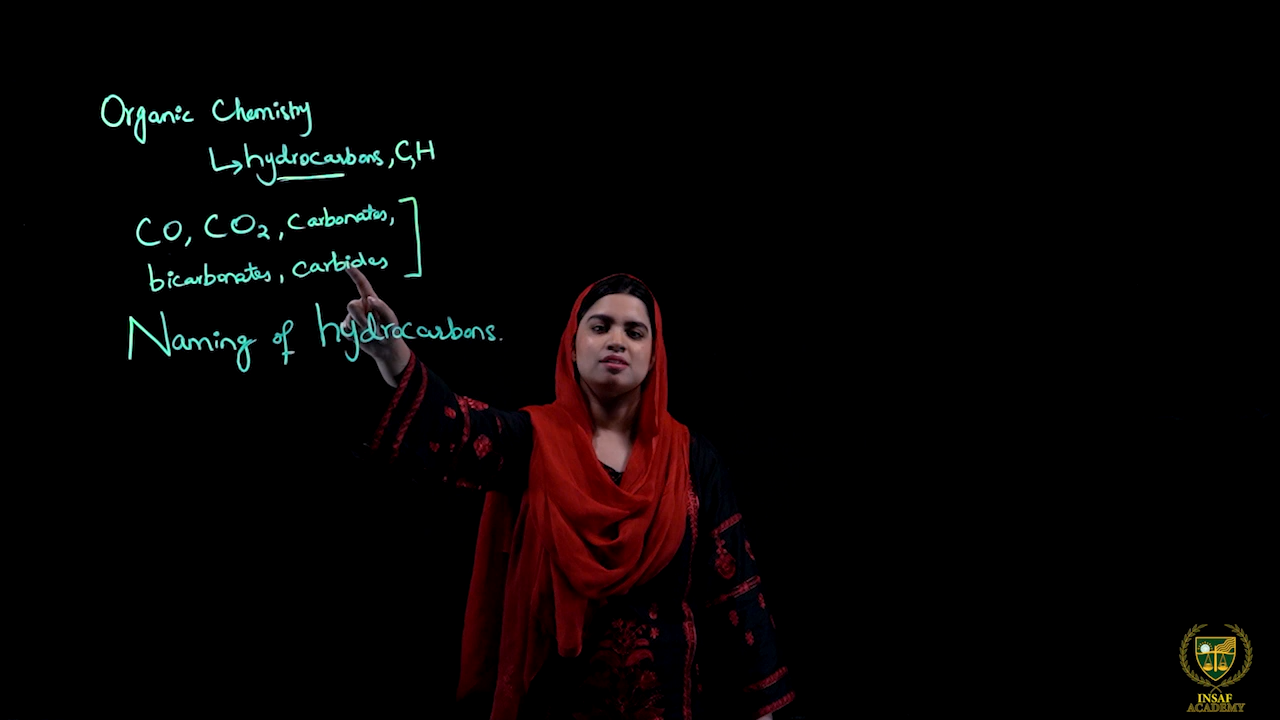 Organic Chemistry
↳ hydrocarbons, C,H
CO, CO₂, carbonates,
bicarbonates, carbides
Naming of hydrocarbons.
INSAF
ACADEMY